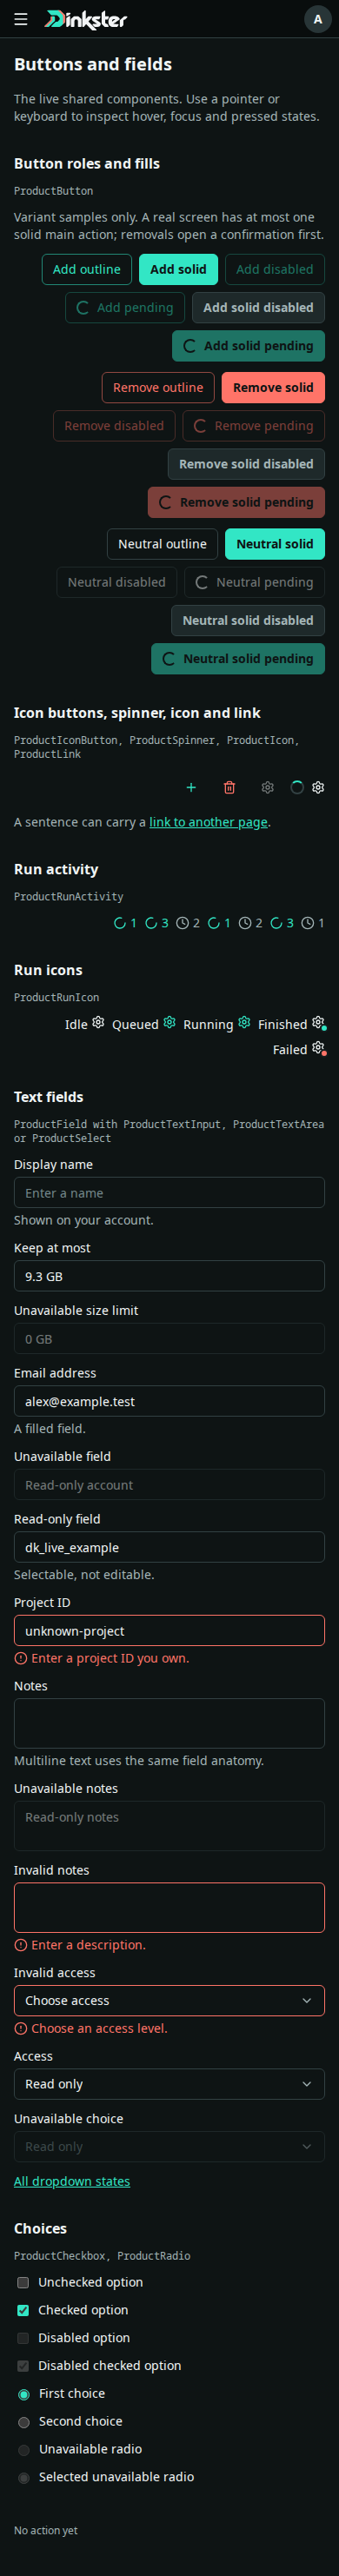 Dinkster
A
Buttons and fields
The live shared components. Use a pointer or
keyboard to inspect hover, focus and pressed states.
Button roles and fills
ProductButton
Variant samples only. A real screen has at most one
solid main action; removals open a confirmation first.
Add outline Add solid Add disabled
Add pending Add solid disabled
Add solid pending
Remove outline Remove solid
Remove disabled Remove pending
Remove solid disabled
Remove solid pending
Neutral outline Neutral solid
Neutral disabled Neutral pending
Neutral solid disabled
Neutral solid pending
Icon buttons, spinner, icon and link
ProductIconButton, ProductSpinner, ProductIcon,
ProductLink
A sentence can carry a link to another page.
Run activity
ProductRunActivity
1 3 2 1 2 3 1
Run icons
ProductRunIcon
Idle Queued Running Finished
Failed
Text fields
ProductField with ProductTextInput, ProductTextArea
or ProductSelect
Display name
Enter a name
Shown on your account.
Keep at most
9.3 GB
Unavailable size limit
0 GB
Email address
alex@example.test
A filled field.
Unavailable field
Read-only account
Read-only field
dk_live_example
Selectable, not editable.
Project ID
unknown-project
Enter a project ID you own.
Notes
Multiline text uses the same field anatomy.
Unavailable notes
Read-only notes
Invalid notes
Enter a description.
Invalid access
Choose access
Choose an access level.
Access
Read only
Unavailable choice
Read only
All dropdown states
Choices
ProductCheckbox, ProductRadio
Unchecked option
Checked option
Disabled option
Disabled checked option
First choice
Second choice
Unavailable radio
Selected unavailable radio
No action yet